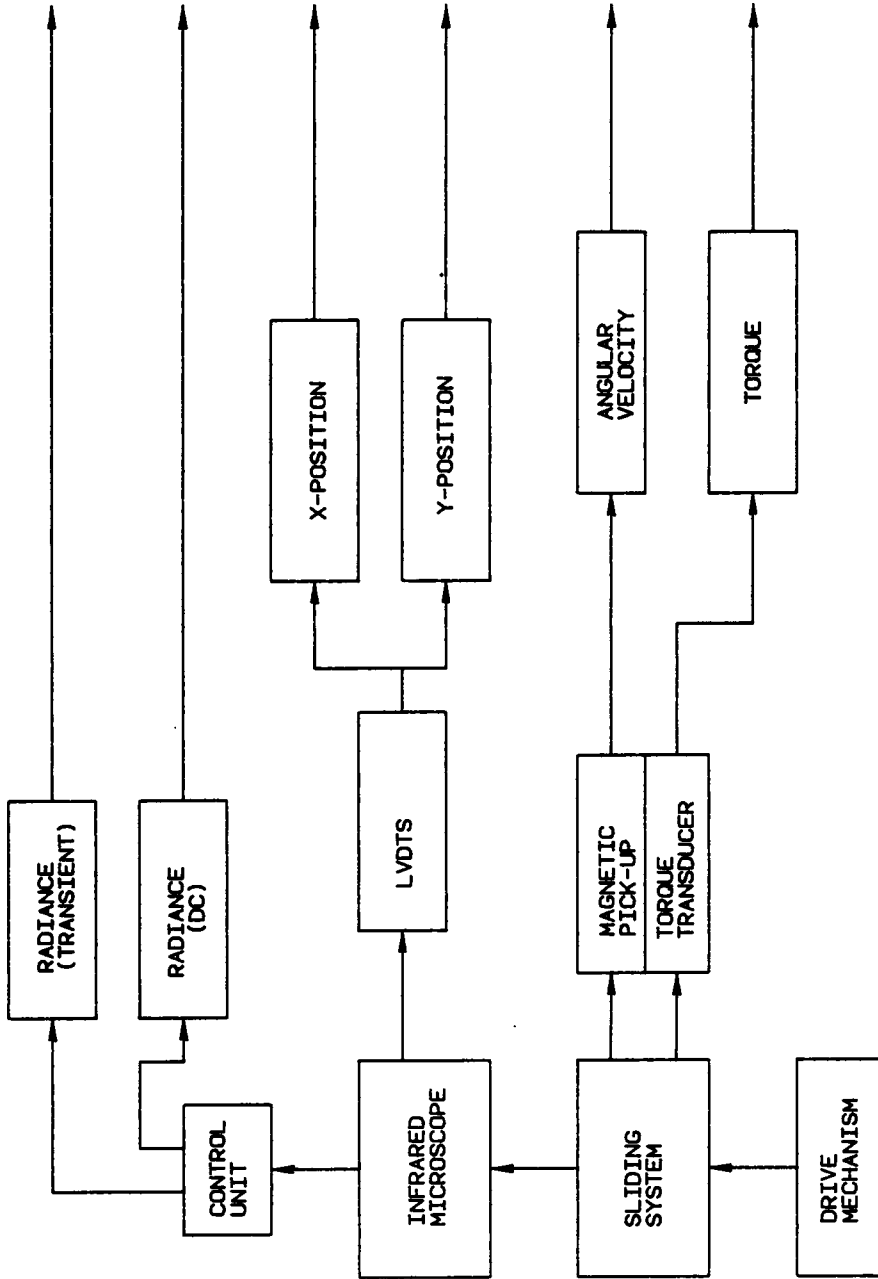 RADIANCE
(TRANSIENT)
RADIANCE
(DC)
CONTROL
UNIT
X-POSITION
Y-POSITION
LVDTS
INFRARED
MICROSCOPE
ANGULAR
VELOCITY
TORQUE
MAGNETIC
PICK-UP
TORQUE
TRANSDUCER
SLIDING
SYSTEM
DRIVE
MECHANISM